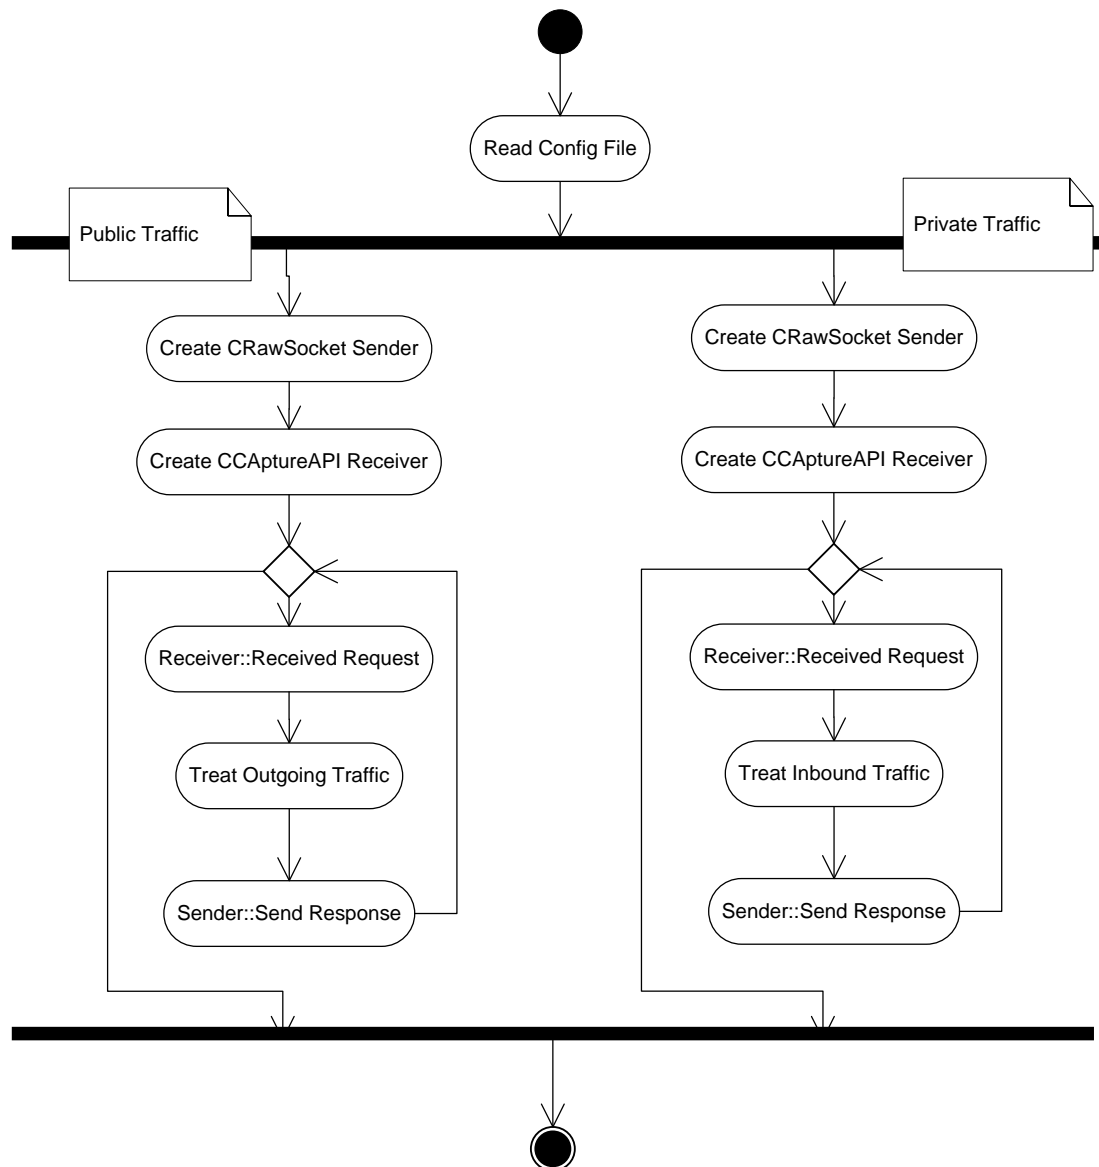 Read Config File
Public Traffic
Private Traffic
Create CRawSocket Sender
Create CCAptureAPI Receiver
Receiver::Received Request
Treat Outgoing Traffic
Sender::Send Response
Create CRawSocket Sender
Create CCAptureAPI Receiver
Receiver::Received Request
Treat Inbound Traffic
Sender::Send Response